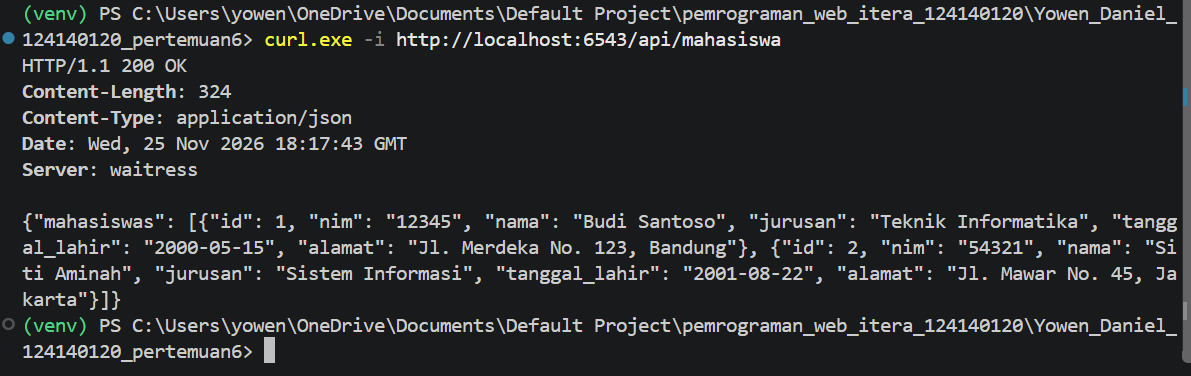 (venv) PS C:\Users\yowen\OneDrive\Documents\Default Project\pemrograman_web_itera_124140120\Yowen_Daniel_
124140120_pertemuan6> curl.exe -i http://localhost:6543/api/mahasiswa
HTTP/1.1 200 OK
Content-Length: 324
Content-Type: application/json
Date: Wed, 25 Nov 2026 18:17:43 GMT
Server: waitress

{"mahasiswas": [{"id": 1, "nim": "12345", "nama": "Budi Santoso", "jurusan": "Teknik Informatika", "tangg
al_lahir": "2000-05-15", "alamat": "Jl. Merdeka No. 123, Bandung"}, {"id": 2, "nim": "54321", "nama": "Si
ti Aminah", "jurusan": "Sistem Informasi", "tanggal_lahir": "2001-08-22", "alamat": "Jl. Mawar No. 45, Ja
karta"}]}
(venv) PS C:\Users\yowen\OneDrive\Documents\Default Project\pemrograman_web_itera_124140120\Yowen_Daniel_
124140120_pertemuan6>